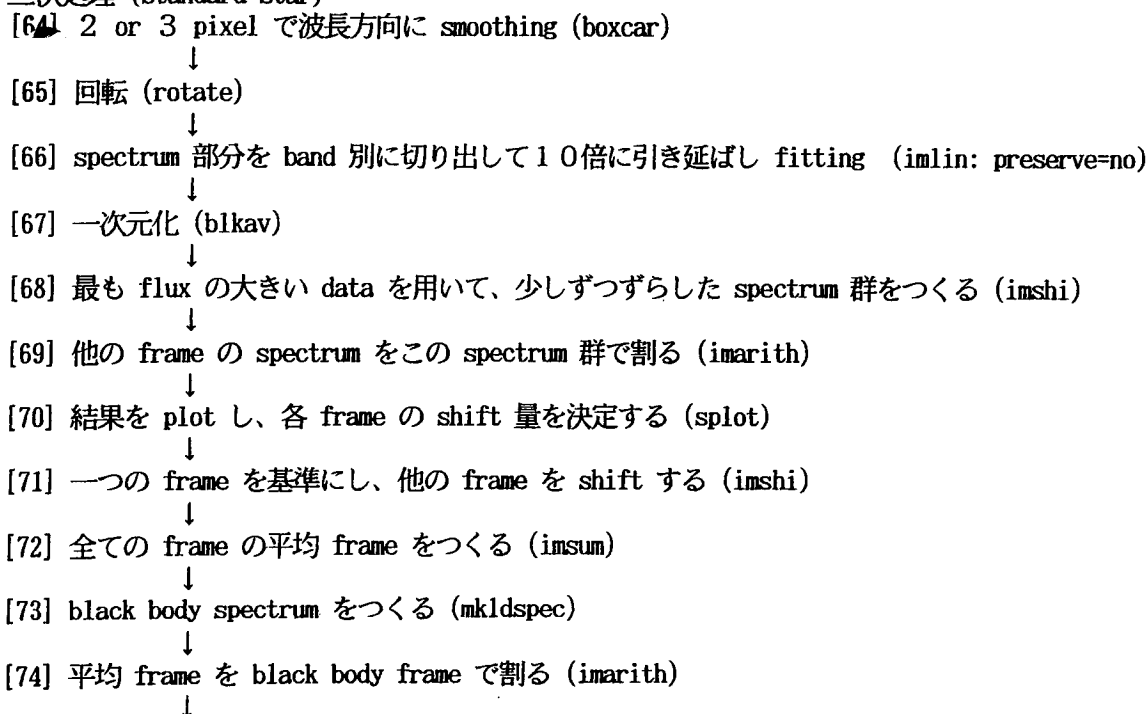 (standard star)
[64] 2 or 3 pixel で波長方向に smoothing (boxcar)
↓
[65] 回転 (rotate)
↓
[66] spectrum 部分を band 別に切り出して10倍に引き延ばし fitting (imlin: preserve=no)
↓
[67] 一次元化 (blkav)
↓
[68] 最も flux の大きい data を用いて、少しずつずらした spectrum 群をつくる (imshi)
↓
[69] 他の frame の spectrum をこの spectrum 群で割る (imarith)
↓
[70] 結果を plot し、各 frame の shift 量を決定する (splot)
↓
[71] 一つの frame を基準にし、他の frame を shift する (imshi)
↓
[72] 全ての frame の平均 frame をつくる (imsum)
↓
[73] black body spectrum をつくる (mk1dspec)
↓
[74] 平均 frame を black body frame で割る (imarith)
↓